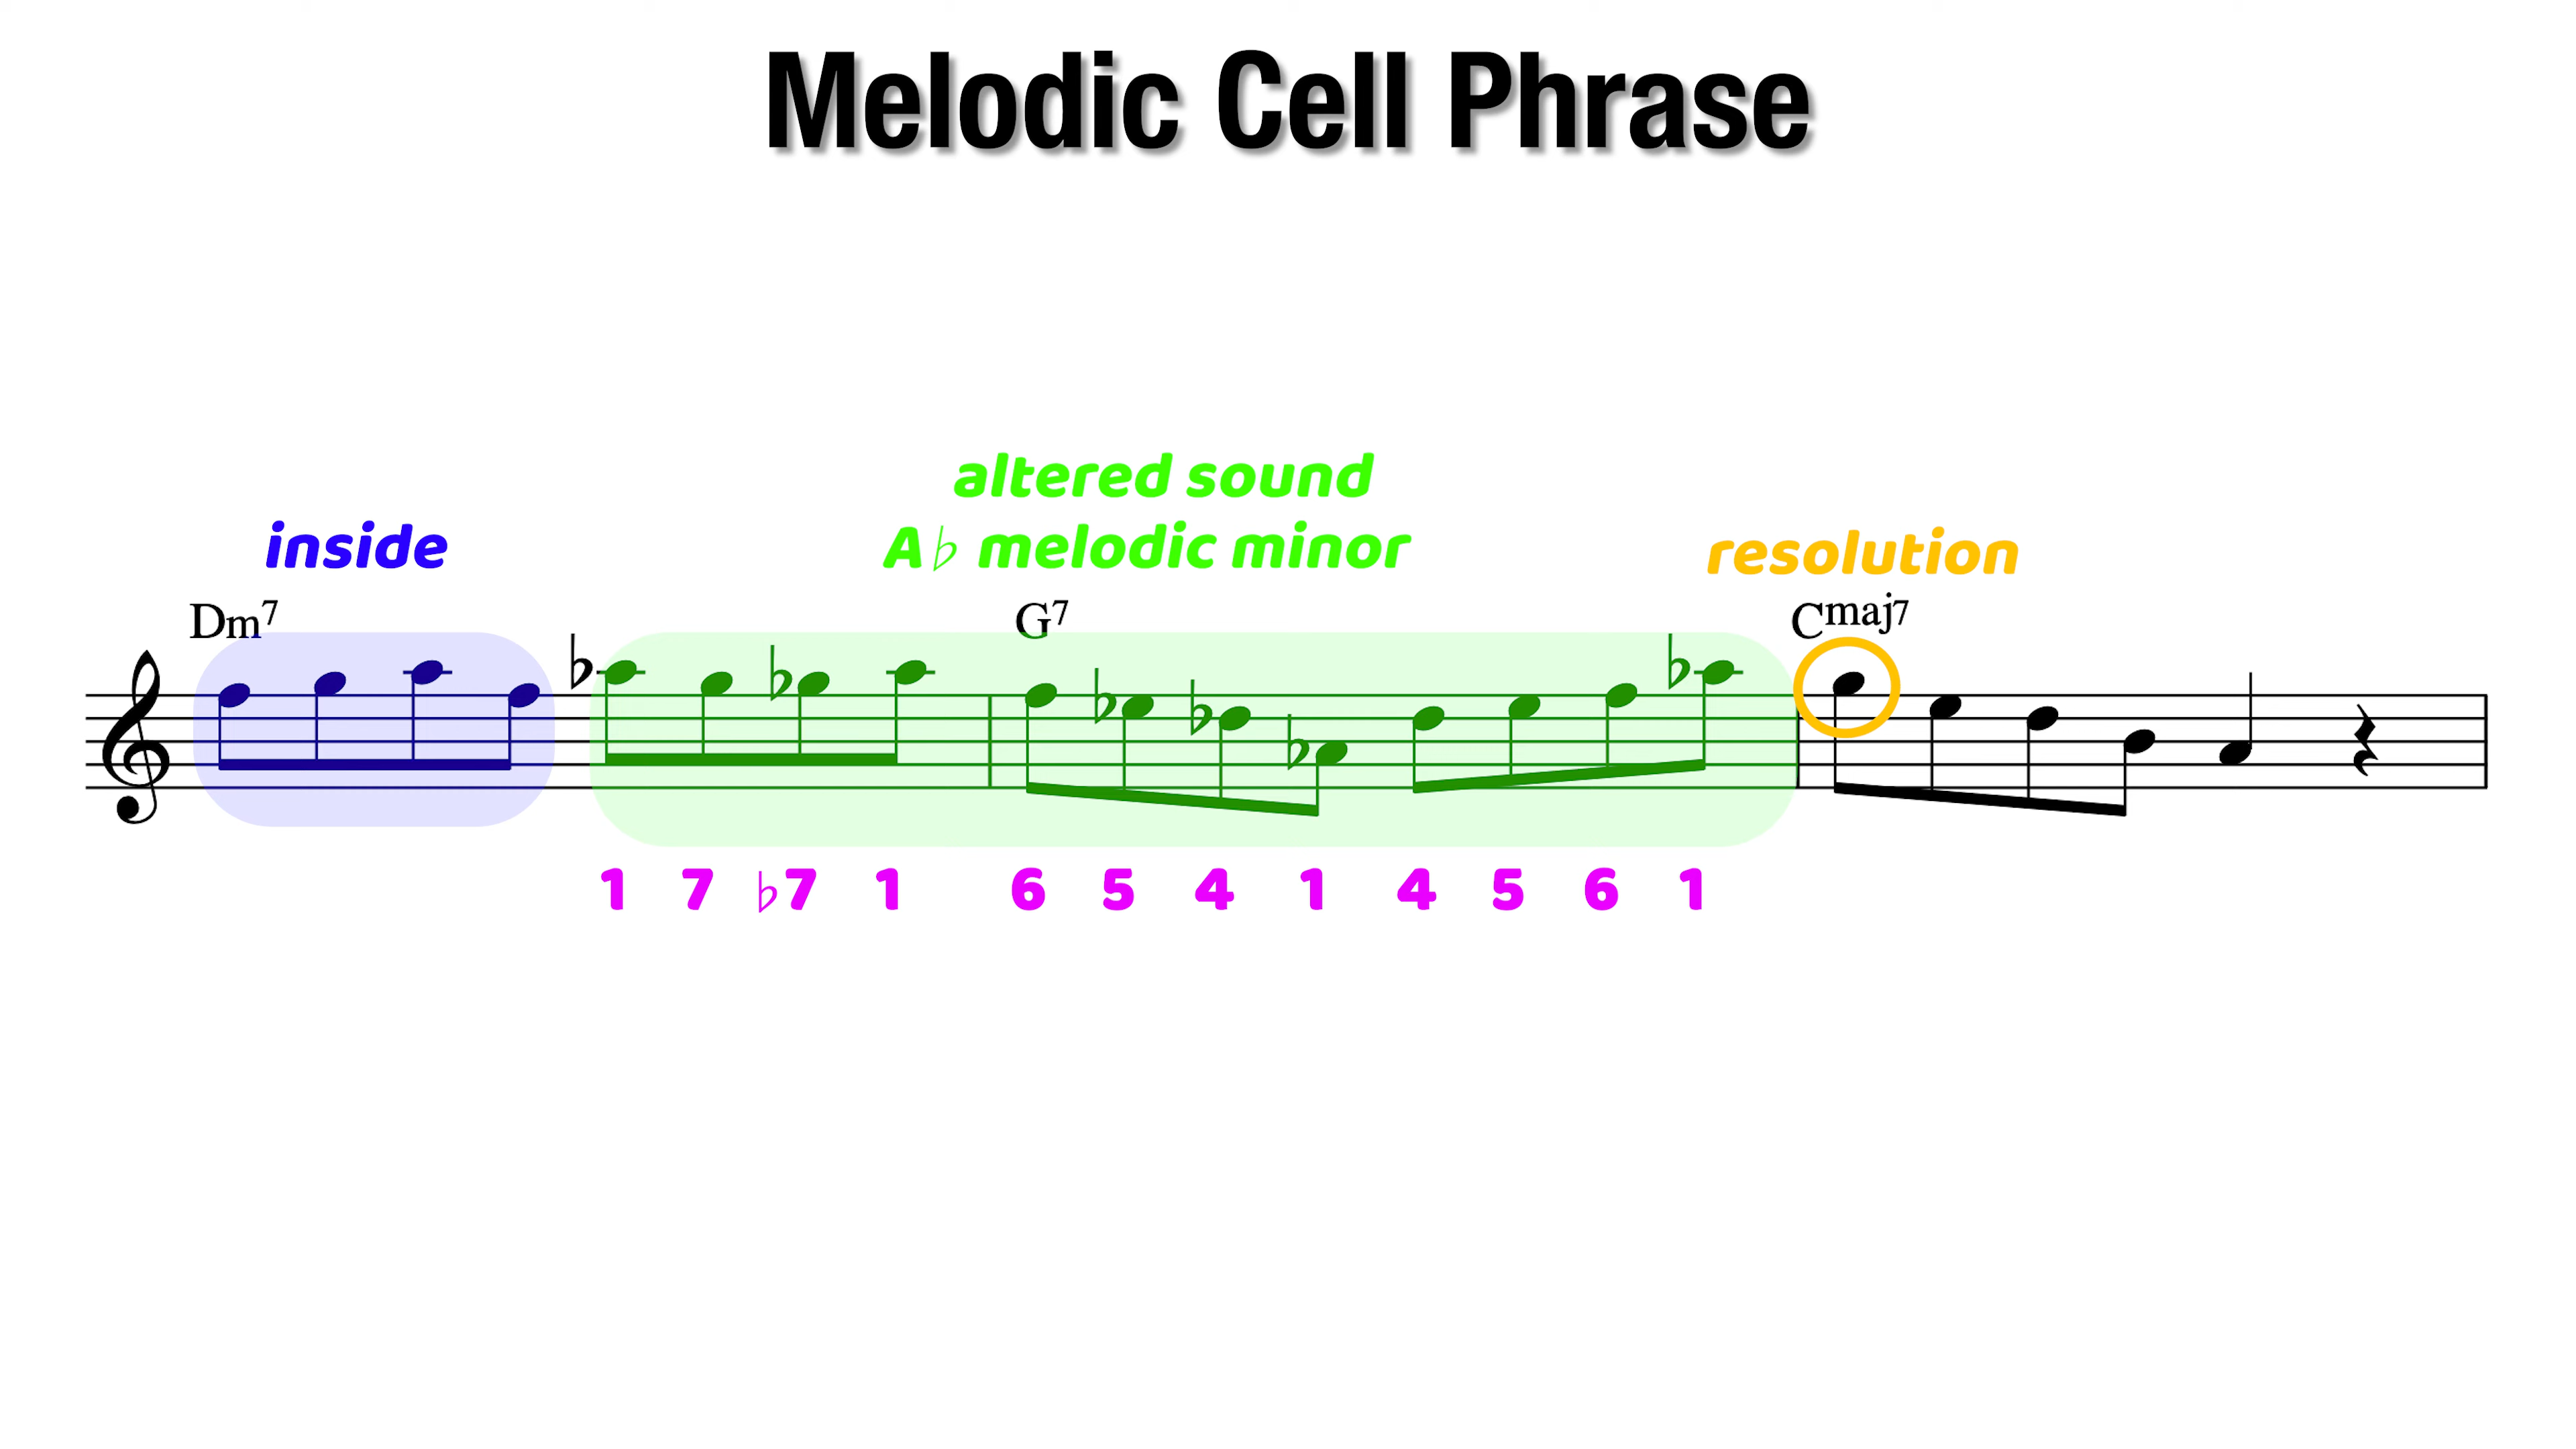 Melodic Cell Phrase
altered sound
inside A♭ melodic minor resolution
Dm7 G7 Cmaj7
1 7 ♭7 1 6 5 4 1 4 5 6 1